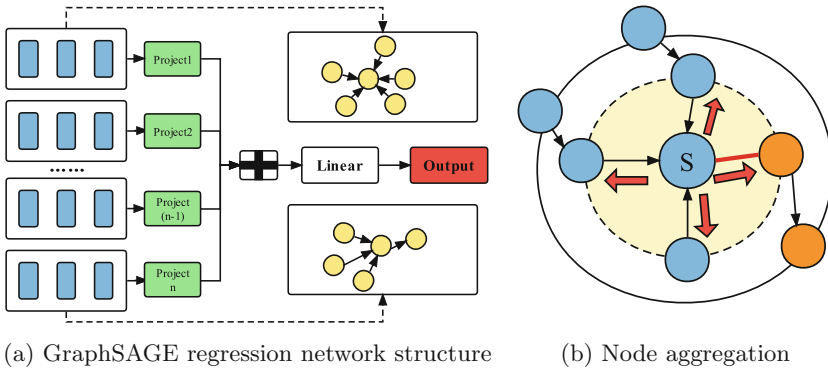 Project1
Project2
......
Project
(n-1)
Project
n
Linear
Output
S
(a) GraphSAGE regression network structure
(b) Node aggregation